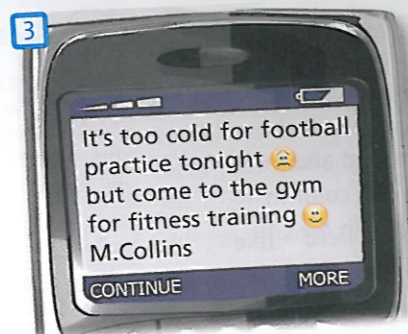 3
It's too cold for football
practice tonight ☹
but come to the gym
for fitness training 🙂
M.Collins
CONTINUE MORE